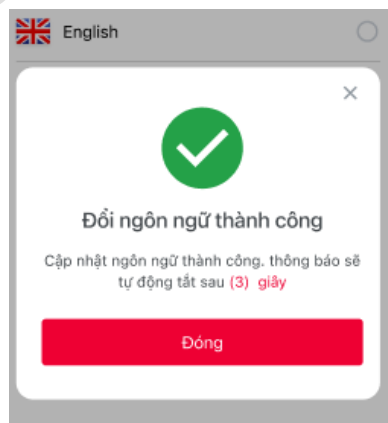 English
Đổi ngôn ngữ thành công
Cập nhật ngôn ngữ thành công. thông báo sẽ
tự động tắt sau (3) giây
Đóng